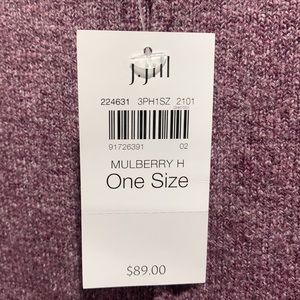 J.Jill
224631 3PH1SZ 2101
91726391 02
MULBERRY H
One Size
$89.00